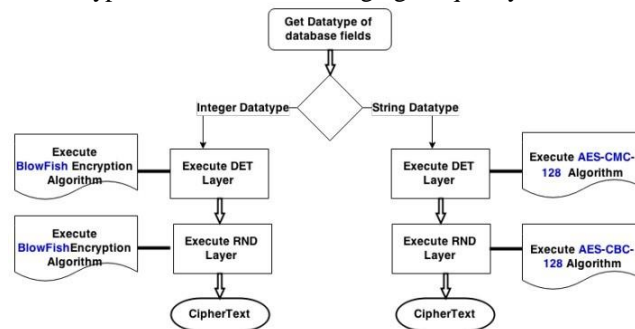 Get Datatype of
database fields
Integer Datatype
String Datatype
Execute
BlowFish Encryption
Algorithm
Execute DET
Layer
Execute DET
Layer
Execute AES-CMC-
128 Algorithm
Execute
BlowFishEncryption
Algorithm
Execute RND
Layer
Execute RND
Layer
Execute AES-CBC-
128 Algorithm
CipherText
CipherText